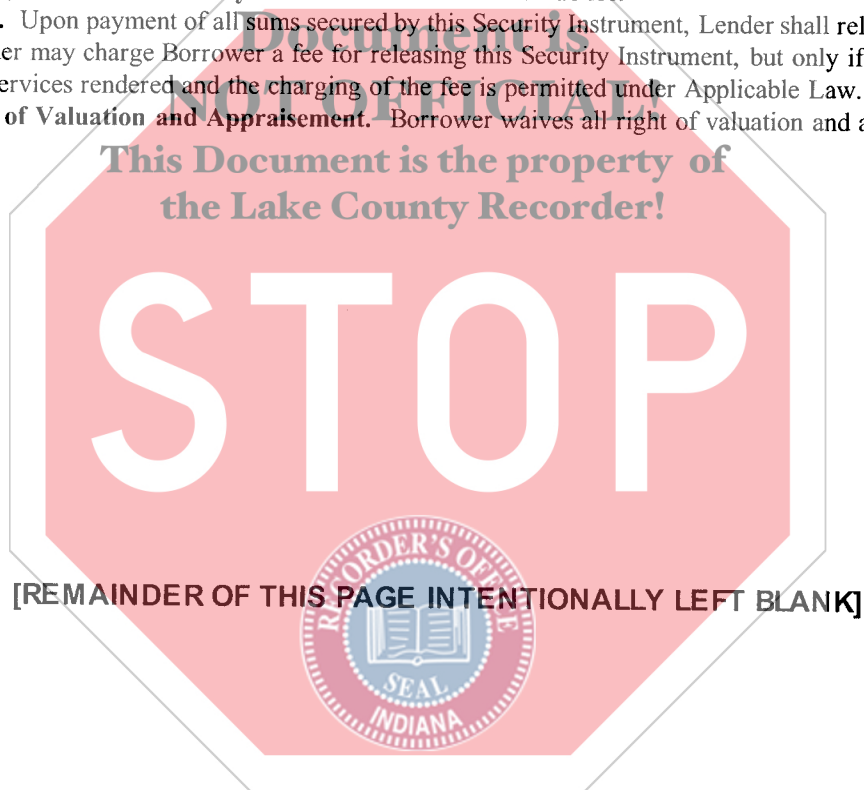 . Upon payment of all sums secured by this Security Instrument, Lender shall rel
Document is
er may charge Borrower a fee for releasing this Security Instrument, but only if
ervices rendered and the charging of the fee is permitted under Applicable Law.
NOT OFFICIAL!
of Valuation and Appraisement. Borrower waives all right of valuation and a
This Document is the property of
the Lake County Recorder!
STOP
[REMAINDER OF THIS PAGE INTENTIONALLY LEFT BLANK]
RECORDER'S OFFICE
SEAL
INDIANA